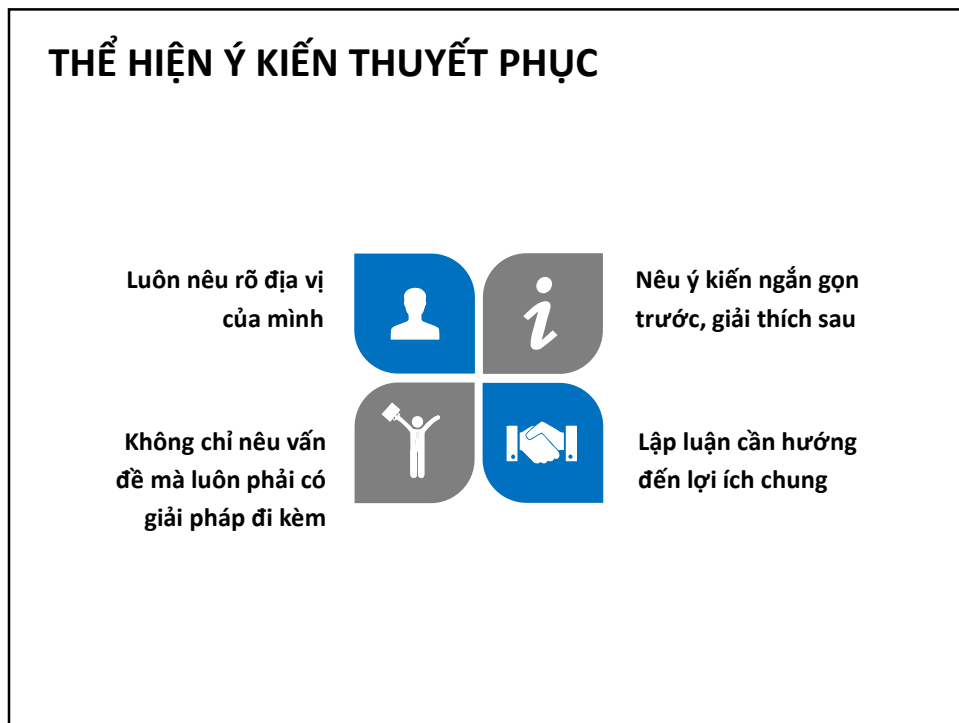 THỂ HIỆN Ý KIẾN THUYẾT PHỤC
Luôn nêu rõ địa vị
của mình
Nêu ý kiến ngắn gọn
trước, giải thích sau
Không chỉ nêu vấn
đề mà luôn phải có
giải pháp đi kèm
Lập luận cần hướng
đến lợi ích chung